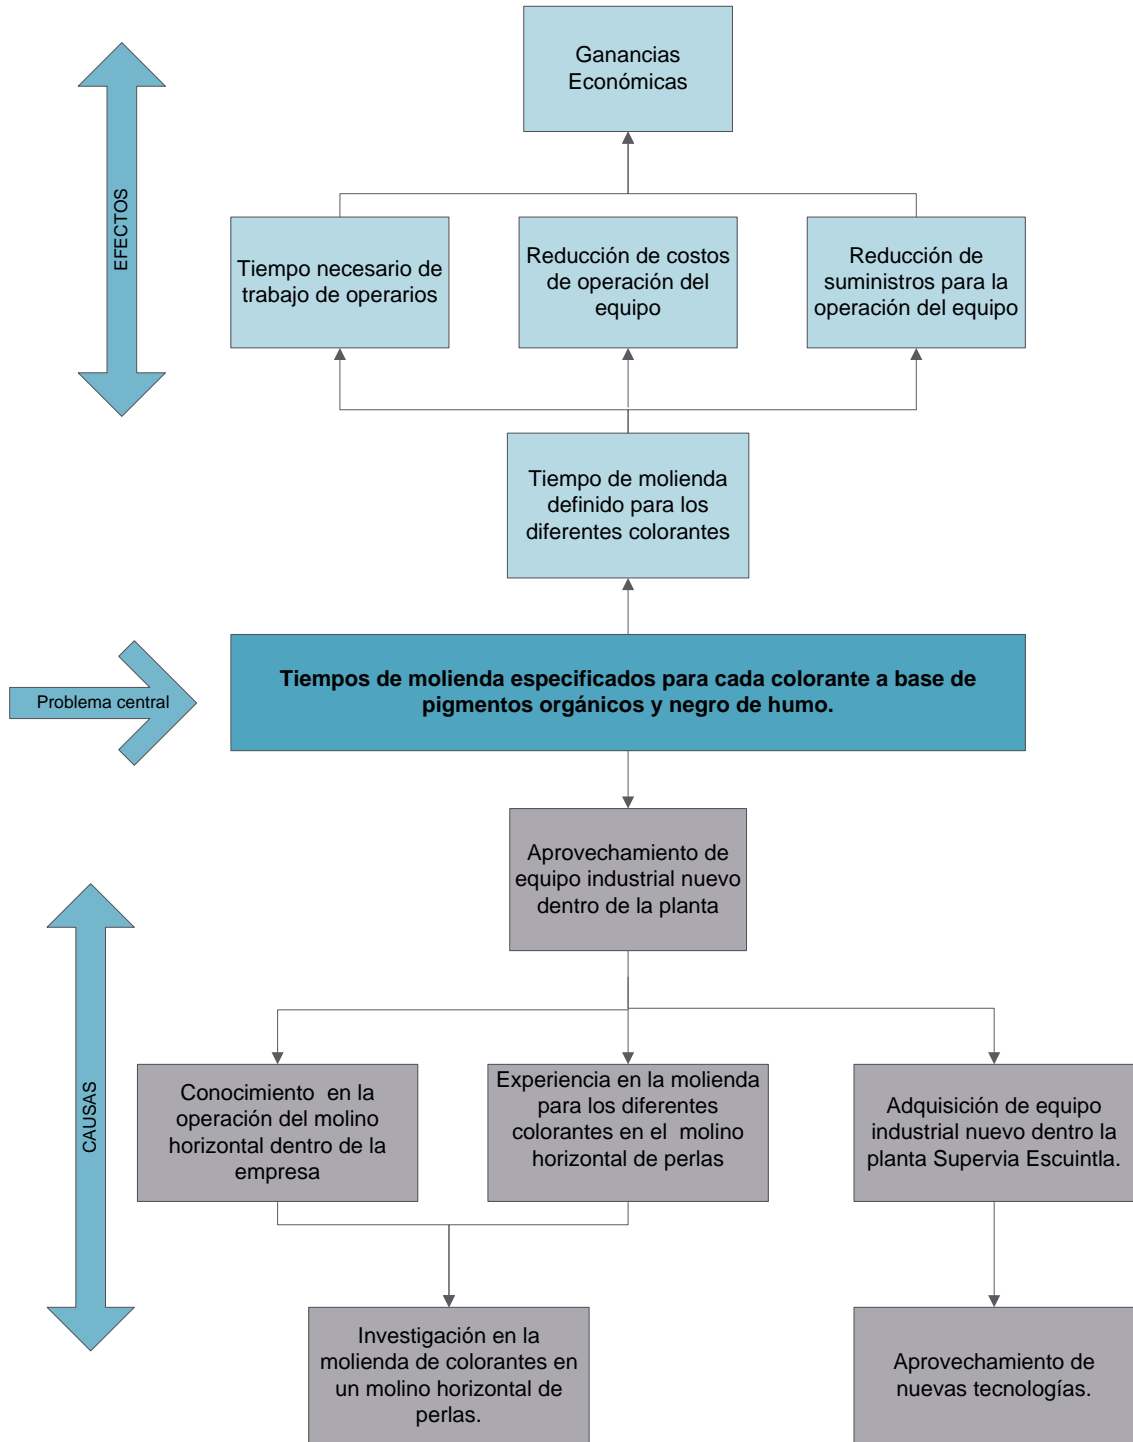 Ganancias
Económicas
EFECTOS
Tiempo necesario de
trabajo de operarios
Reducción de costos
de operación del
equipo
Reducción de
suministros para la
operación del equipo
Tiempo de molienda
definido para los
diferentes colorantes
Problema central
Tiempos de molienda especificados para cada colorante a base de
pigmentos orgánicos y negro de humo.
Aprovechamiento de
equipo industrial nuevo
dentro de la planta
CAUSAS
Conocimiento en la
operación del molino
horizontal dentro de la
empresa
Experiencia en la molienda
para los diferentes
colorantes en el molino
horizontal de perlas
Adquisición de equipo
industrial nuevo dentro la
planta Supervia Escuintla.
Investigación en la
molienda de colorantes en
un molino horizontal de
perlas.
Aprovechamiento de
nuevas tecnologías.